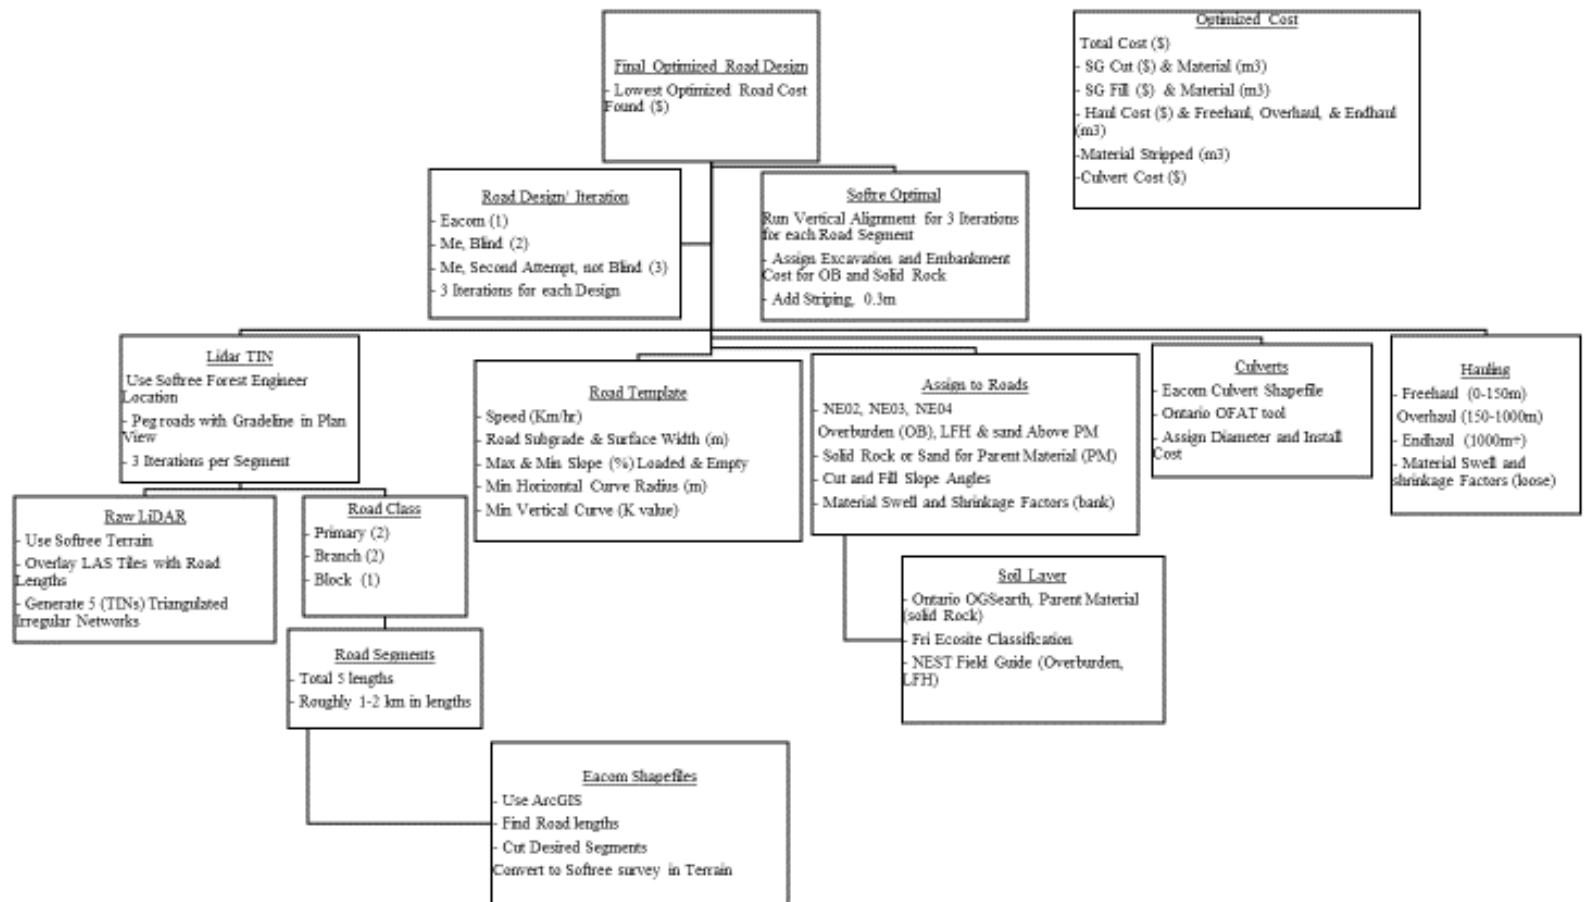 Final Optimized Road Design
- Lowest Optimized Road Cost
Found ($)
Optimized Cost
Total Cost ($)
- SG Cut ($) & Material (m3)
- SG Fill ($) & Material (m3)
- Haul Cost ($) & Freehaul, Overhaul, & Endhaul
(m3)
-Material Stripped (m3)
-Culvert Cost ($)
Road Design' Iteration
- Eacom (1)
- Me, Blind (2)
- Me, Second Attempt, not Blind (3)
- 3 Iterations for each Design
Softre Optimal
Run Vertical Alignment for 3 Iterations
for each Road Segment
- Assign Excavation and Embankment
Cost for OB and Solid Rock
- Add Striping, 0.3m
Lidar TIN
Use Softree Forest Engineer
Location
- Peg roads with Gradeline in Plan
View
- 3 Iterations per Segment
Road Template
- Speed (Km/hr)
- Road Subgrade & Surface Width (m)
- Max & Min Slope (%) Loaded & Empty
- Min Horizontal Curve Radius (m)
- Min Vertical Curve (K value)
Assign to Roads
- NE02, NE03, NE04
Overburden (OB), LFH & sand Above PM
- Solid Rock or Sand for Parent Material (PM)
- Cut and Fill Slope Angles
- Material Swell and Shrinkage Factors (bank)
Culverts
- Eacom Culvert Shapefile
- Ontario OFAT tool
- Assign Diameter and Install
Cost
Hauling
- Freehaul (0-150m)
Overhaul (150-1000m)
- Endhaul (1000m+)
- Material Swell and
shrinkage Factors (loose)
Raw LiDAR
- Use Softree Terrain
- Overlay LAS Tiles with Road
Lengths
- Generate 5 (TINs) Triangulated
Irregular Networks
Road Class
- Primary (2)
- Branch (2)
- Block (1)
Road Segments
- Total 5 lengths
- Roughly 1-2 km in lengths
Soil Layer
- Ontario OGSearth, Parent Material
(solid Rock)
- Fri Ecosite Classification
- NEST Field Guide (Overburden,
LFH)
Eacom Shapefiles
- Use ArcGIS
- Find Road lengths
- Cut Desired Segments
Convert to Softree survey in Terrain